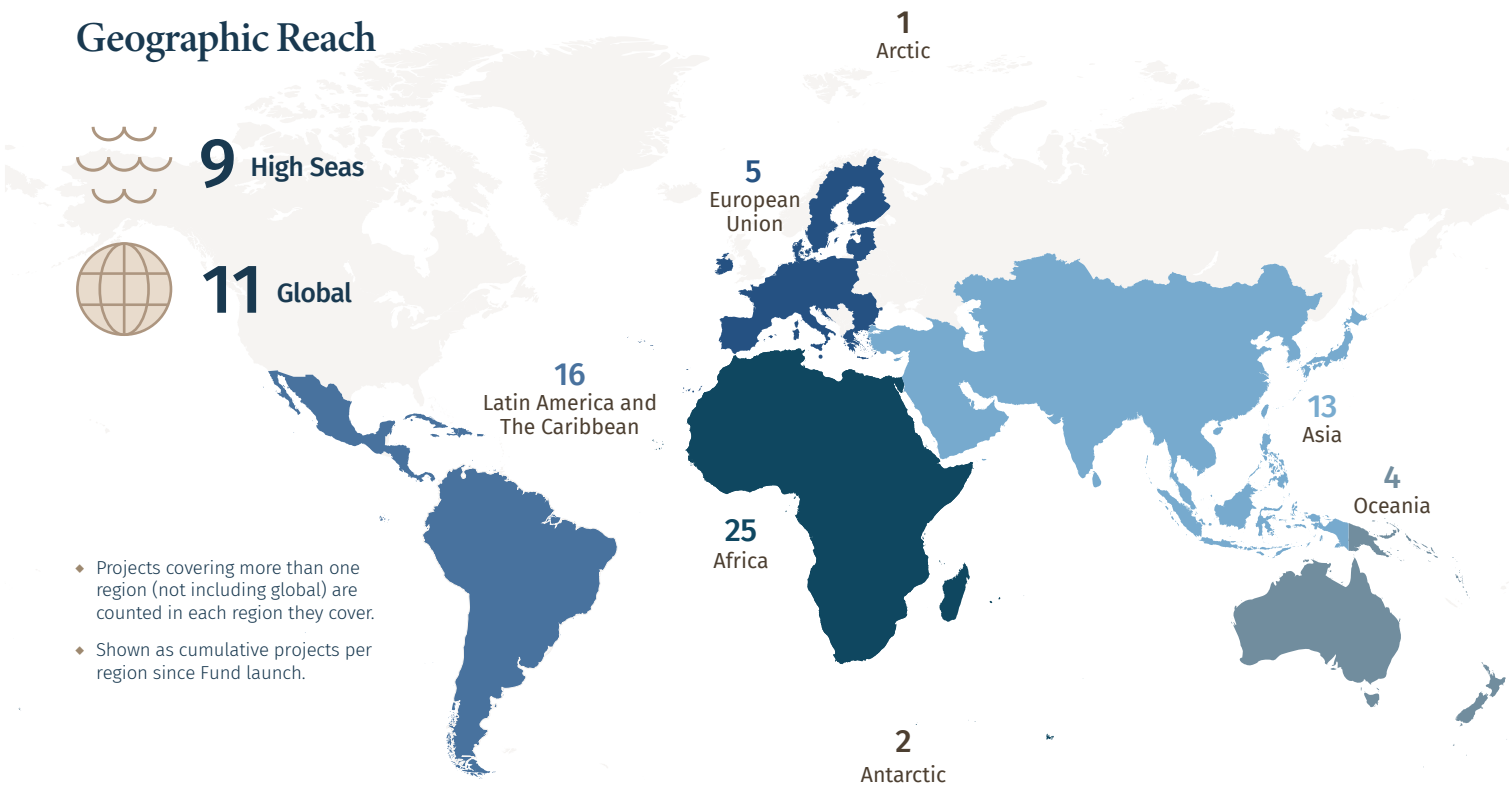 Geographic Reach
1
Arctic
9 High Seas
5
European
Union
11 Global
16
Latin America and
The Caribbean
13
Asia
4
Oceania
25
Africa
◆ Projects covering more than one
region (not including global) are
counted in each region they cover.
◆ Shown as cumulative projects per
region since Fund launch.
2
Antarctic